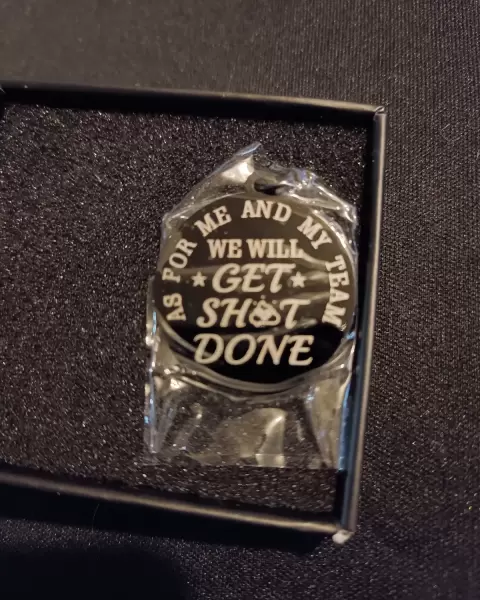 AS FOR ME AND MY TEAM
WE WILL
GET
SH*T
DONE